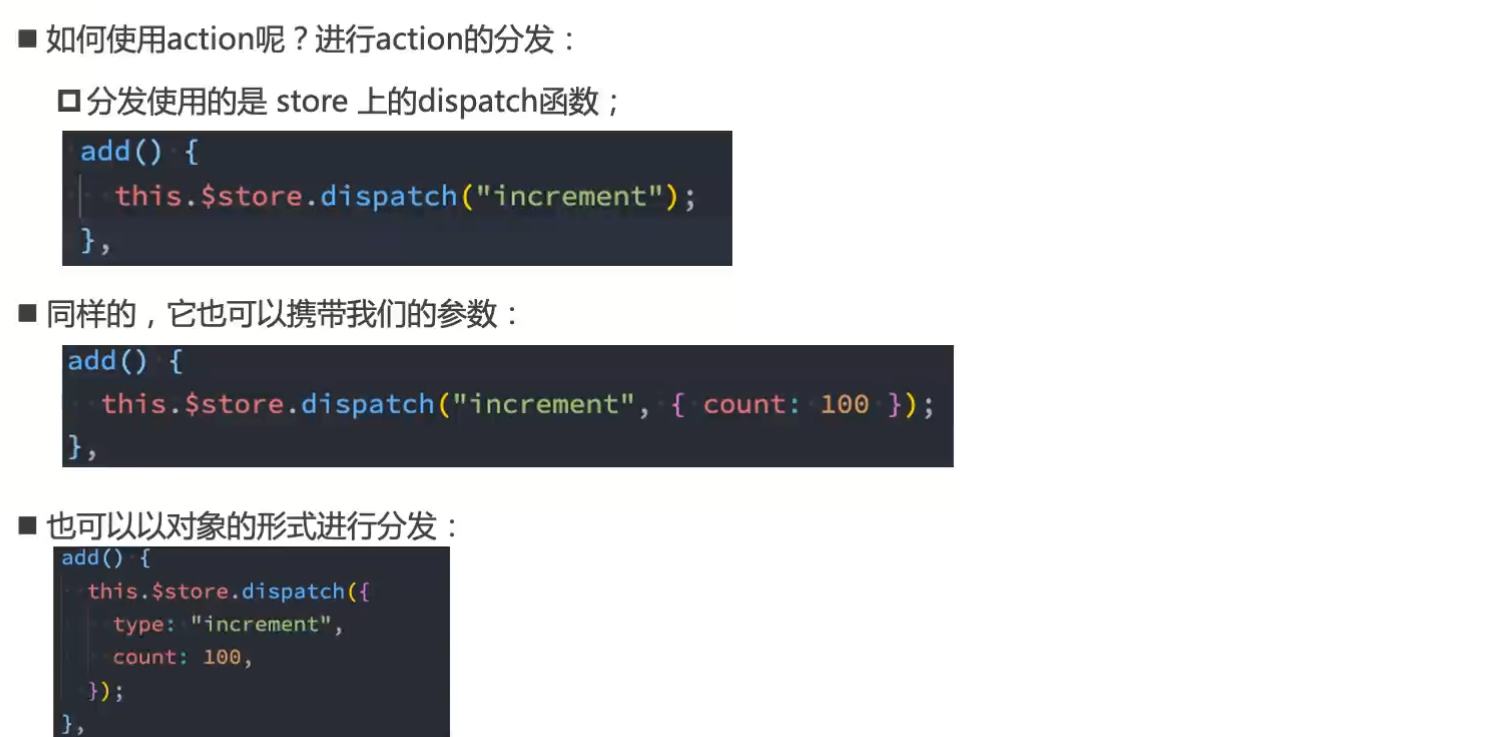 ■ 如何使用action呢？进行action的分发：
分发使用的是 store 上的dispatch函数；
add() {
this.$store.dispatch("increment");
},
■ 同样的，它也可以携带我们的参数：
add() {
this.$store.dispatch("increment", { count: 100 });
},
■ 也可以以对象的形式进行分发：
add() {
this.$store.dispatch({
type: "increment",
count: 100,
});
},